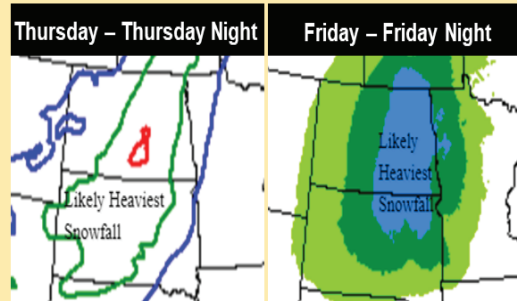 Thursday – Thursday Night
Friday – Friday Night
Likely Heaviest
Snowfall
Likely
Heaviest
Snowfall